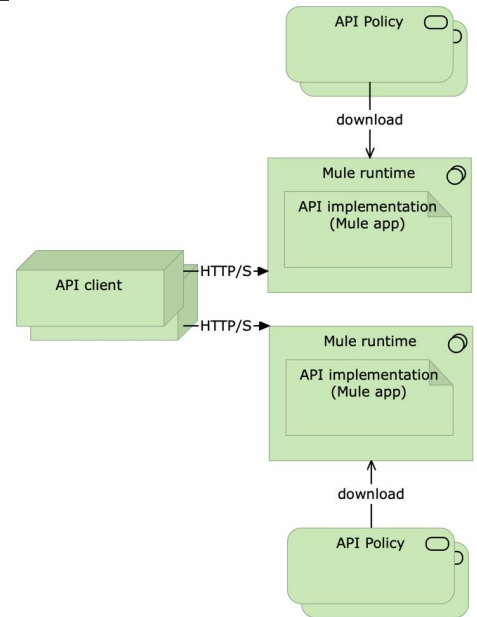 API Policy
download
Mule runtime
API implementation
(Mule app)
API client
HTTP/S
HTTP/S
Mule runtime
API implementation
(Mule app)
download
API Policy